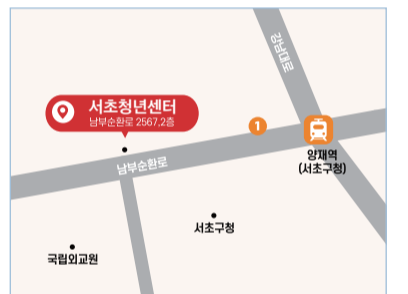 강남대로
서초청년센터
남부순환로 2567,2층
1
남부순환로
양재역
(서초구청)
서초구청
국립외교원